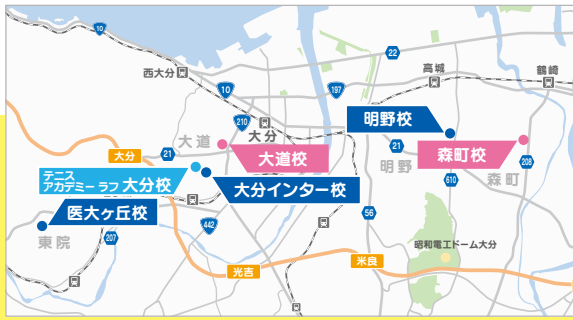 10
22
西大分
高城
鶴崎
10
197
210
大分
明野校
大道
大分
21
大道校
21
明野
森町校
208
テニス
アカデミー ラフ 大分校
大分インター校
610
森町
医大ヶ丘校
56
442
東院
207
昭和電工ドーム大分
光吉
米良